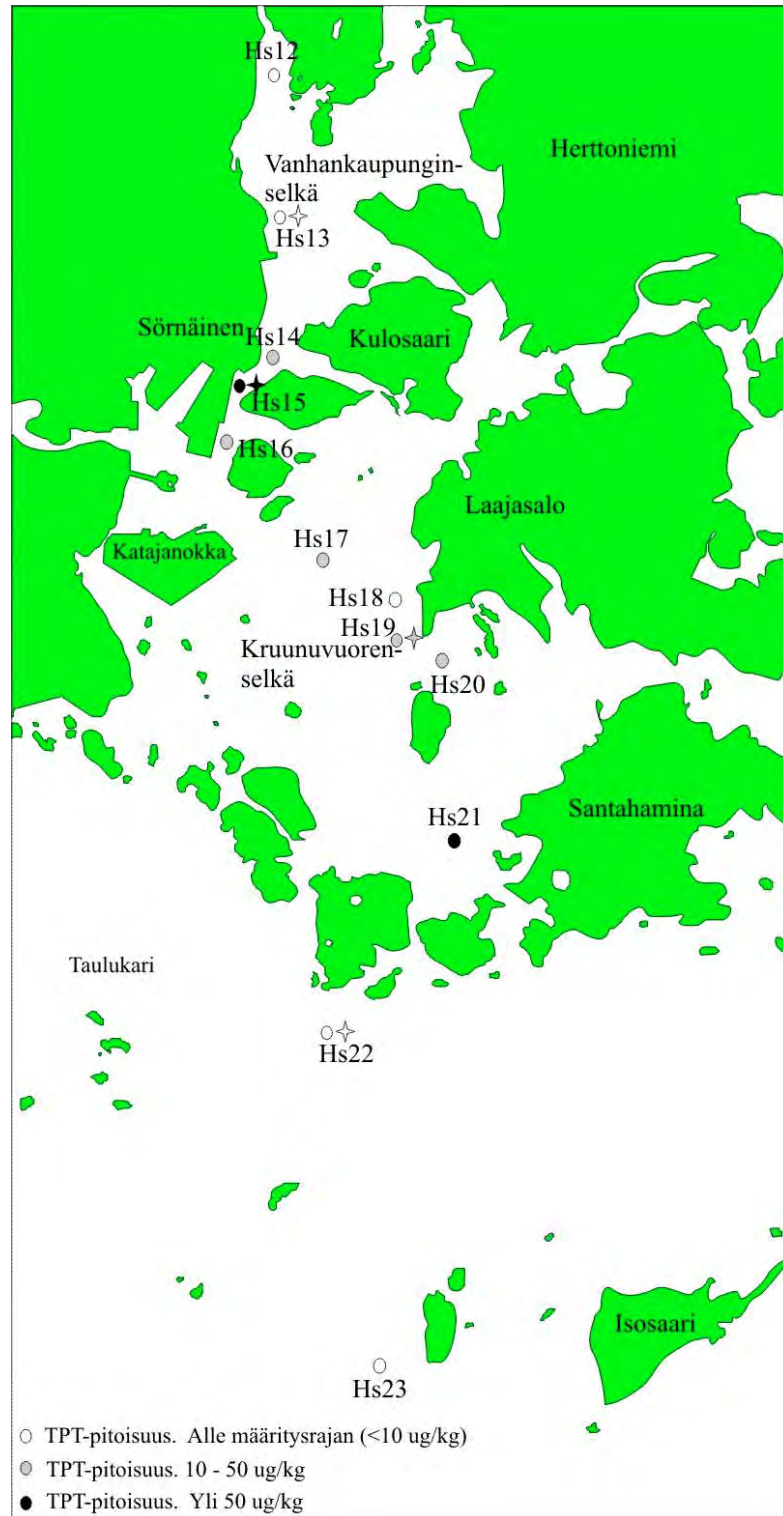 Hs12
Herttoniemi
Vanhankaupungin-
selkä
Hs13
Sörnäinen
Hs14
Kulosaari
Hs15
Hs16
Laajasalo
Hs17
Katajanokka
Hs18
Hs19
Kruunuvuoren-
selkä
Hs20
Santahamina
Hs21
Taulukari
Hs22
Isosaari
Hs23
TPT-pitoisuus. Alle määritysrajan (<10 ug/kg)
TPT-pitoisuus. 10 - 50 ug/kg
TPT-pitoisuus. Yli 50 ug/kg